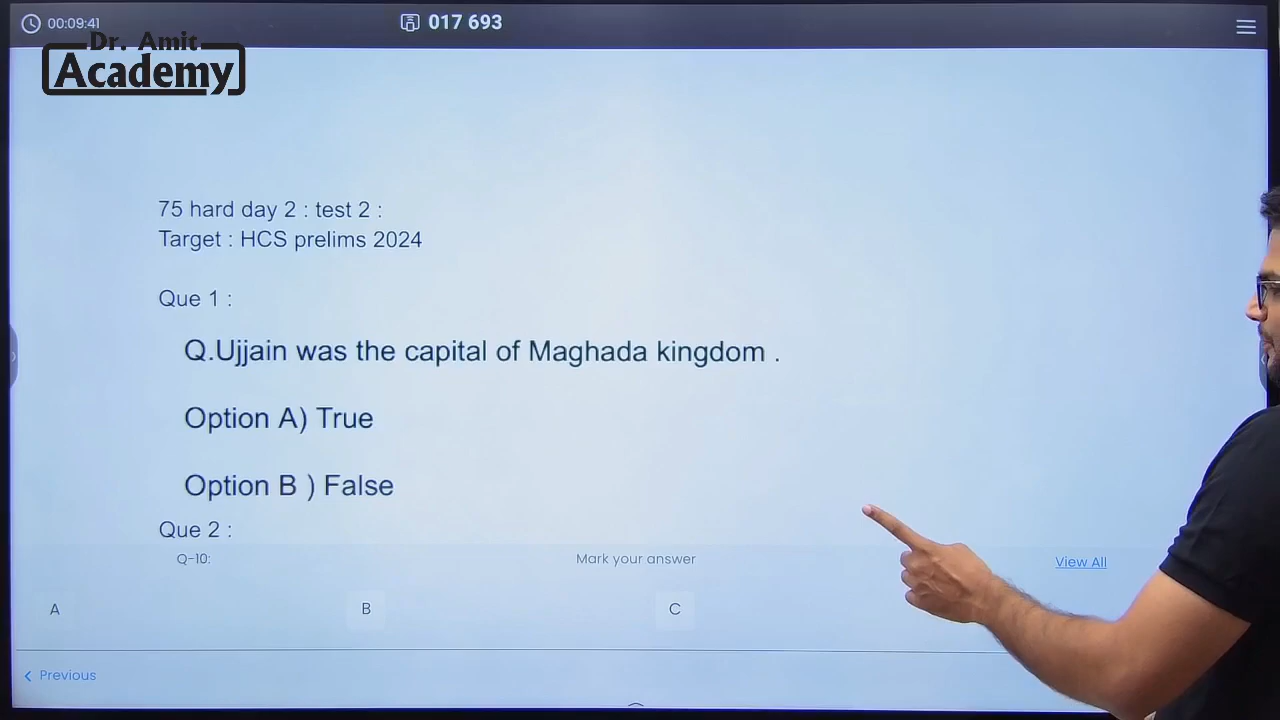 00:09:41
017 693
Dr. Amit
Academy
75 hard day 2 : test 2 :
Target : HCS prelims 2024
Que 1 :
Q.Ujjain was the capital of Maghada kingdom .
Option A) True
Option B ) False
Que 2 :
Q-10:
Mark your answer
View All
A
B
C
Previous